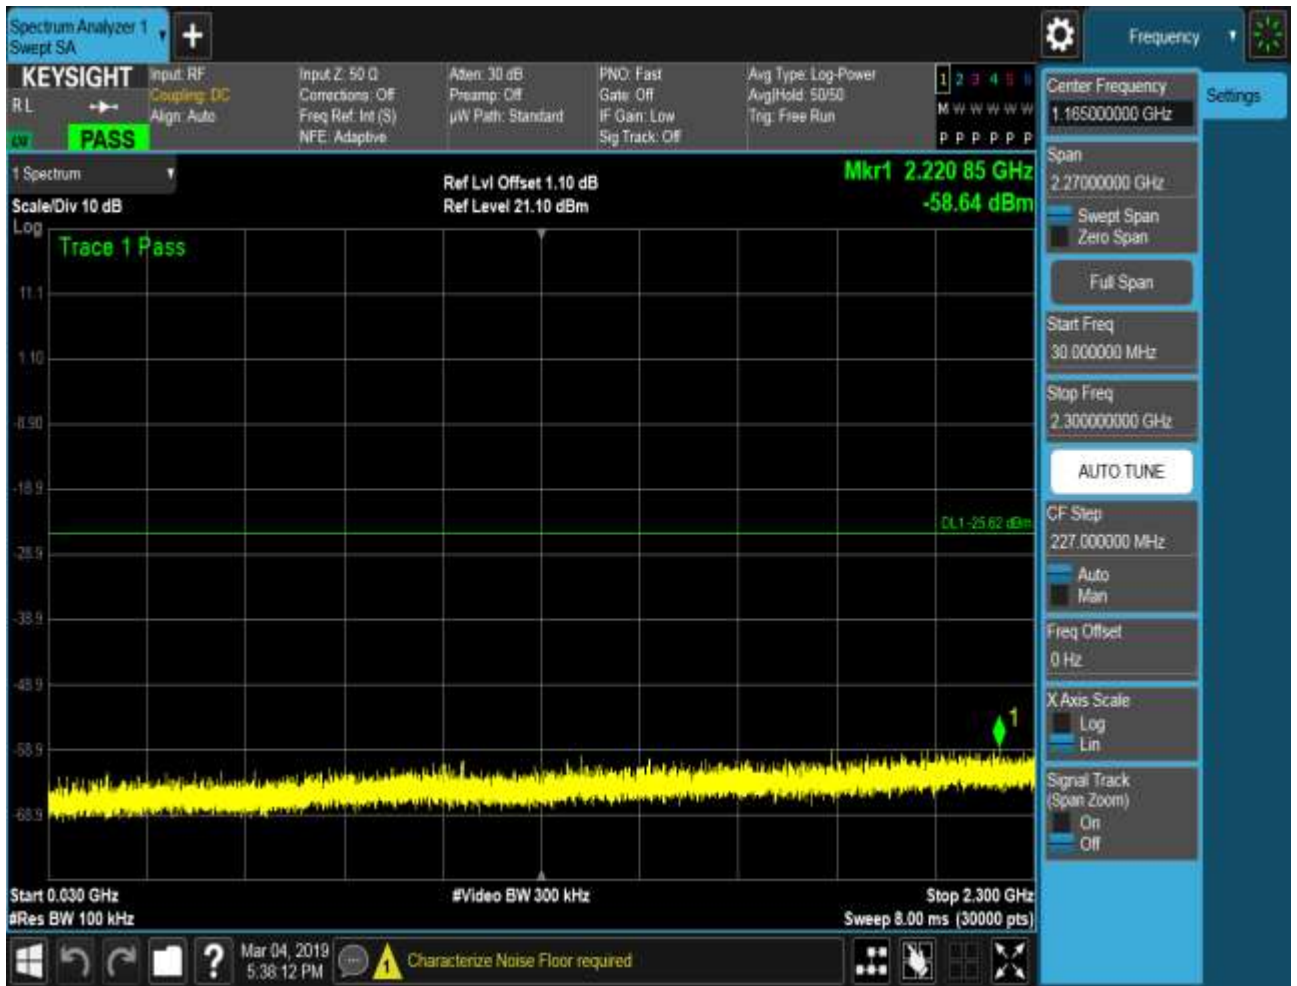 Spectrum Analyzer 1
Swept SA
Frequency
KEYSIGHT
RL
PASS
Input: RF
Coupling: DC
Align: Auto
Input Z: 50 Ω
Corrections: Off
Freq Ref: Int (S)
NFE: Adaptive
Atten: 30 dB
Preamp: Off
µW Path: Standard
PNO: Fast
Gate: Off
IF Gain: Low
Sig Track: Off
Avg Type: Log-Power
Avg|Hold: 50/50
Trig: Free Run
1 2 3 4 5 6
M W W W W W
P P P P P P
Center Frequency
1.165000000 GHz
Settings
1 Spectrum
Scale/Div 10 dB
Log
Ref Lvl Offset 1.10 dB
Ref Level 21.10 dBm
Mkr1 2.220 85 GHz
-58.64 dBm
Trace 1 Pass
11.1
1.10
-8.90
-18.9
-28.9
-38.9
-48.9
-58.9
-68.9
DL1 -25.62 dBm
1
Span
2.27000000 GHz
Swept Span
Zero Span
Full Span
Start Freq
30.000000 MHz
Stop Freq
2.300000000 GHz
AUTO TUNE
CF Step
227.000000 MHz
Auto
Man
Freq Offset
0 Hz
X Axis Scale
Log
Lin
Signal Track
(Span Zoom)
On
Off
Start 0.030 GHz
#Res BW 100 kHz
#Video BW 300 kHz
Stop 2.300 GHz
Sweep 8.00 ms (30000 pts)
?
Mar 04, 2019
5:38:12 PM
1
Characterize Noise Floor required